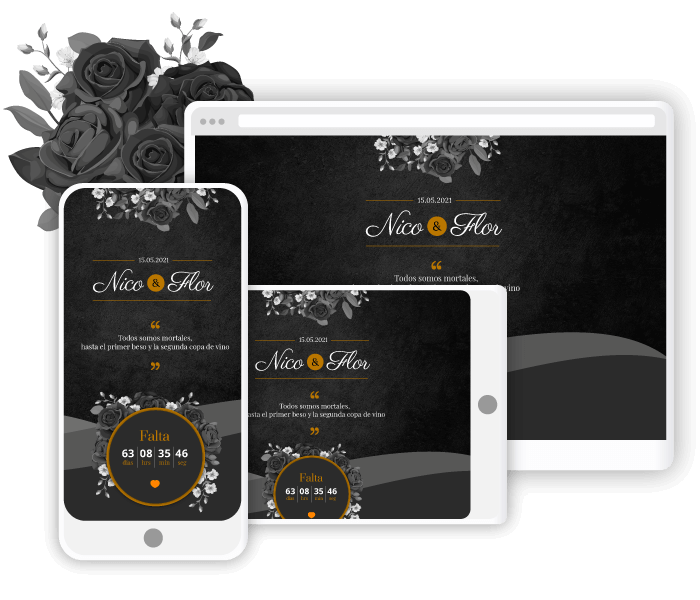 15.05.2021
Nico & Flor
“
Todos somos mortales,
vino
15.05.2021
Nico & Flor
“
Todos somos mortales,
hasta el primer beso y la segunda copa de vino
”
Falta
63 08 35 46
días hrs min seg
15.05.2021
Nico & Flor
“
Todos somos mortales,
hasta el primer beso y la segunda copa de vino
”
Falta
63 08 35 46
días hrs min seg